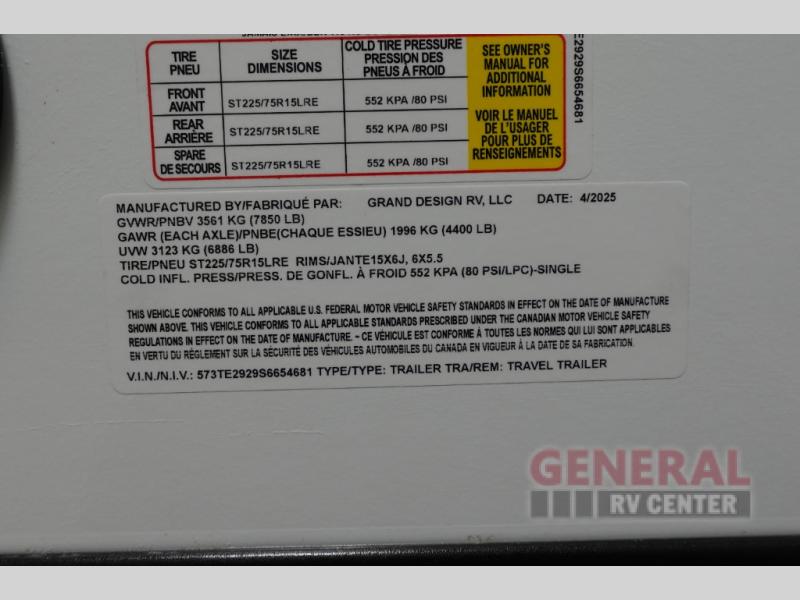 TIRE PNEU SIZE DIMENSIONS COLD TIRE PRESSURE PRESSION DES PNEUS À FROID
FRONT AVANT ST225/75R15LRE 552 KPA /80 PSI
REAR ARRIÈRE ST225/75R15LRE 552 KPA /80 PSI
SPARE DE SECOURS ST225/75R15LRE 552 KPA /80 PSI
SEE OWNER'S
MANUAL FOR
ADDITIONAL
INFORMATION
VOIR LE MANUEL
DE L'USAGER
POUR PLUS DE
RENSEIGNEMENTS
E2929S6654681
MANUFACTURED BY/FABRIQUÉ PAR: GRAND DESIGN RV, LLC DATE: 4/2025
GVWR/PNBV 3561 KG (7850 LB)
GAWR (EACH AXLE)/PNBE(CHAQUE ESSIEU) 1996 KG (4400 LB)
UVW 3123 KG (6886 LB)
TIRE/PNEU ST225/75R15LRE RIMS/JANTE15X6J, 6X5.5
COLD INFL. PRESS/PRESS. DE GONFL. À FROID 552 KPA (80 PSI/LPC)-SINGLE
THIS VEHICLE CONFORMS TO ALL APPLICABLE U.S. FEDERAL MOTOR VEHICLE SAFETY STANDARDS IN EFFECT ON THE DATE OF MANUFACTURE
SHOWN ABOVE. THIS VEHICLE CONFORMS TO ALL APPLICABLE STANDARDS PRESCRIBED UNDER THE CANADIAN MOTOR VEHICLE SAFETY
REGULATIONS IN EFFECT ON THE DATE OF MANUFACTURE. ~ CE VÉHICULE EST CONFORME À TOUTES LES NORMES QUI LUI SONT APPLICABLES
EN VERTU DU RÉGLEMENT SUR LA SÉCURITÉ DES VÉHICULES AUTOMOBILES DU CANADA EN VIGUEUR À LA DATE DE SA FABRICATION.
V.I.N./N.I.V.: 573TE2929S6654681 TYPE/TYPE: TRAILER TRA/REM: TRAVEL TRAILER
GENERAL
RV CENTER